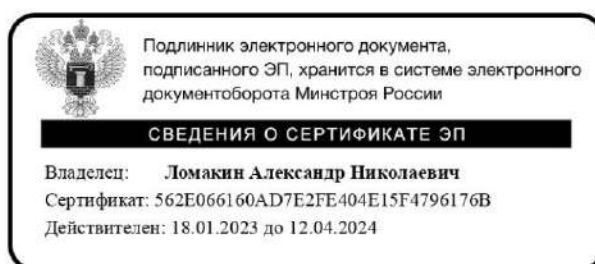 Подлинник электронного документа,
подписанного ЭП, хранится в системе электронного
документоборота Минстроя России
СВЕДЕНИЯ О СЕРТИФИКАТЕ ЭП
Владелец: Ломакин Александр Николаевич
Сертификат: 562E066160AD7E2FE404E15F4796176B
Действителен: 18.01.2023 до 12.04.2024